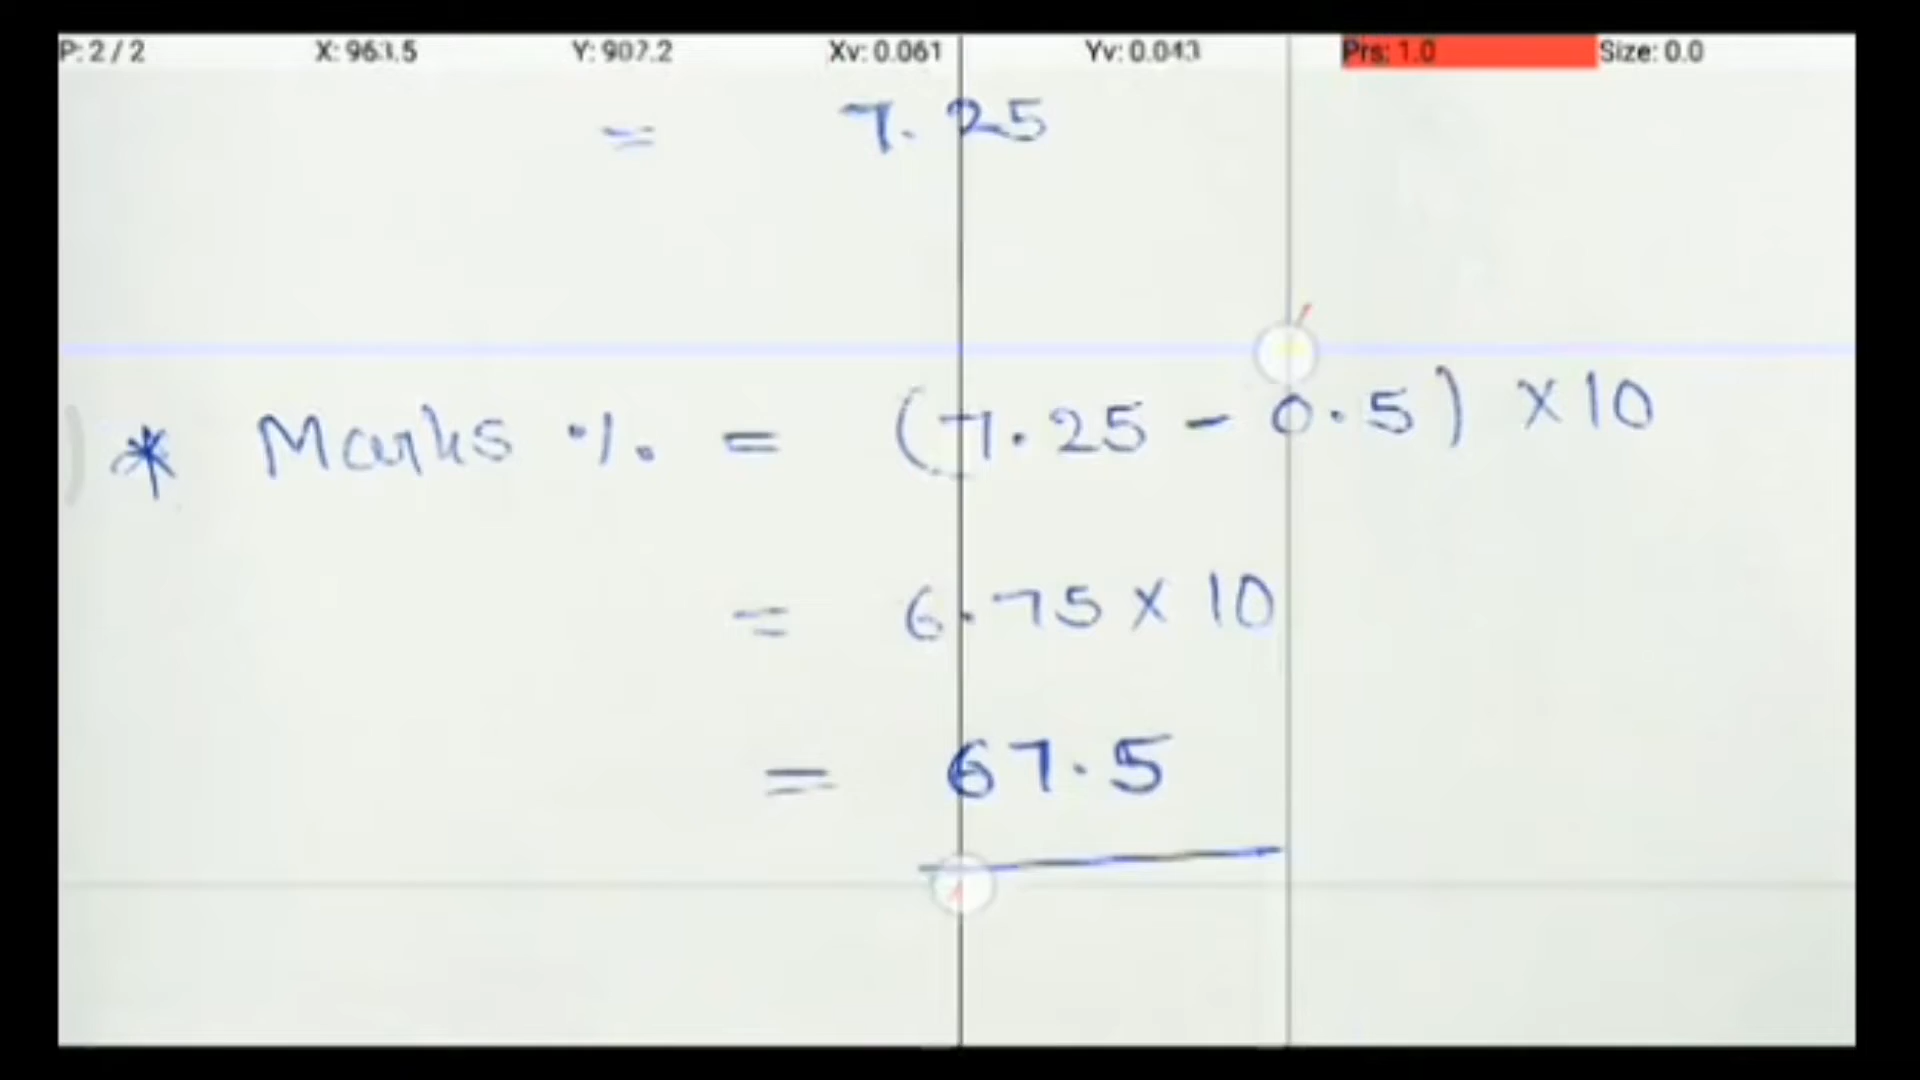 P: 2 / 2 X: 963.5 Y: 907.2 Xv: 0.061 Yv: 0.043 Prs: 1.0 Size: 0.0
= 7.25
* Marks % = (7.25 - 0.5) × 10
= 6.75 × 10
= 67.5